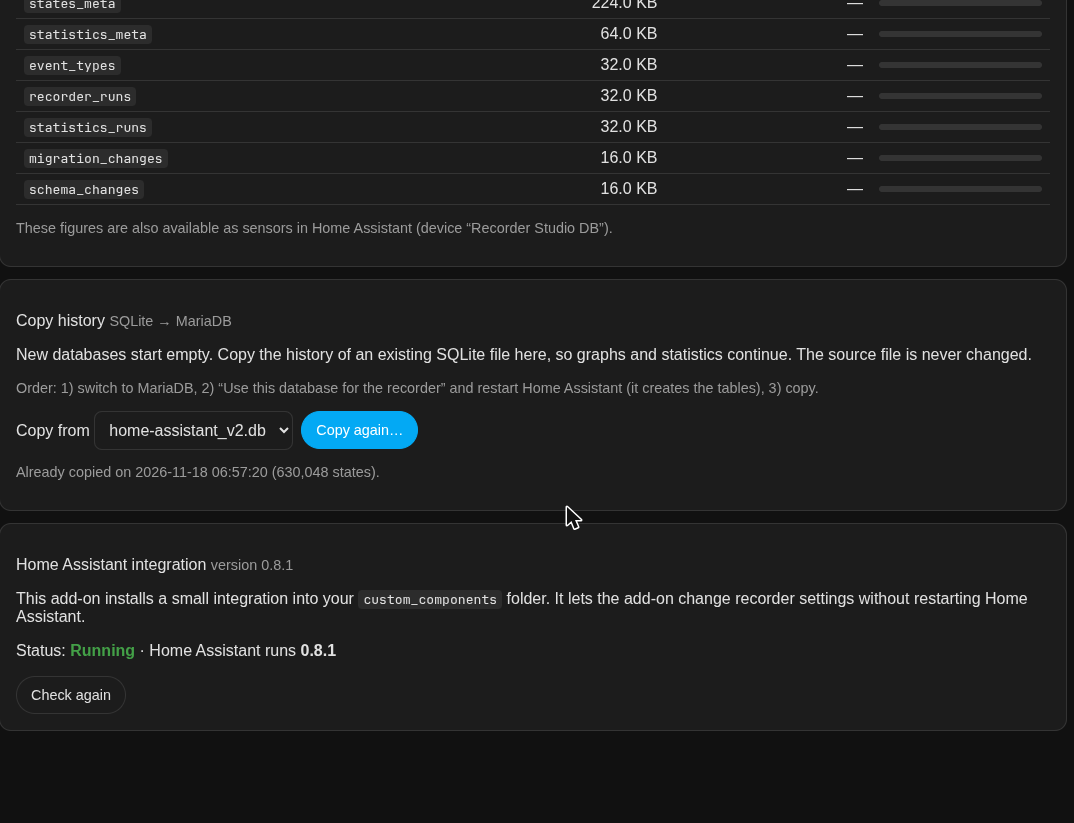 states_meta 224.0 KB —
statistics_meta 64.0 KB —
event_types 32.0 KB —
recorder_runs 32.0 KB —
statistics_runs 32.0 KB —
migration_changes 16.0 KB —
schema_changes 16.0 KB —
These figures are also available as sensors in Home Assistant (device “Recorder Studio DB”).
Copy history SQLite → MariaDB
New databases start empty. Copy the history of an existing SQLite file here, so graphs and statistics continue. The source file is never changed.
Order: 1) switch to MariaDB, 2) “Use this database for the recorder” and restart Home Assistant (it creates the tables), 3) copy.
Copy from home-assistant_v2.db Copy again…
Already copied on 2026-11-18 06:57:20 (630,048 states).
Home Assistant integration version 0.8.1
This add-on installs a small integration into your custom_components folder. It lets the add-on change recorder settings without restarting Home
Assistant.
Status: Running · Home Assistant runs 0.8.1
Check again